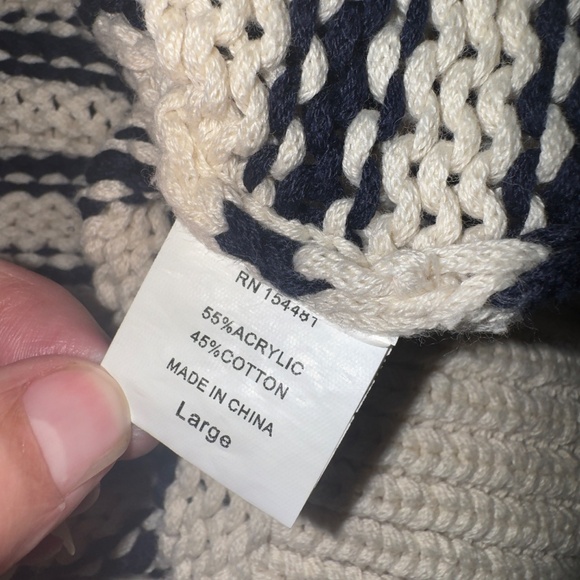 RN 154481
55%ACRYLIC
45%COTTON
MADE IN CHINA
Large